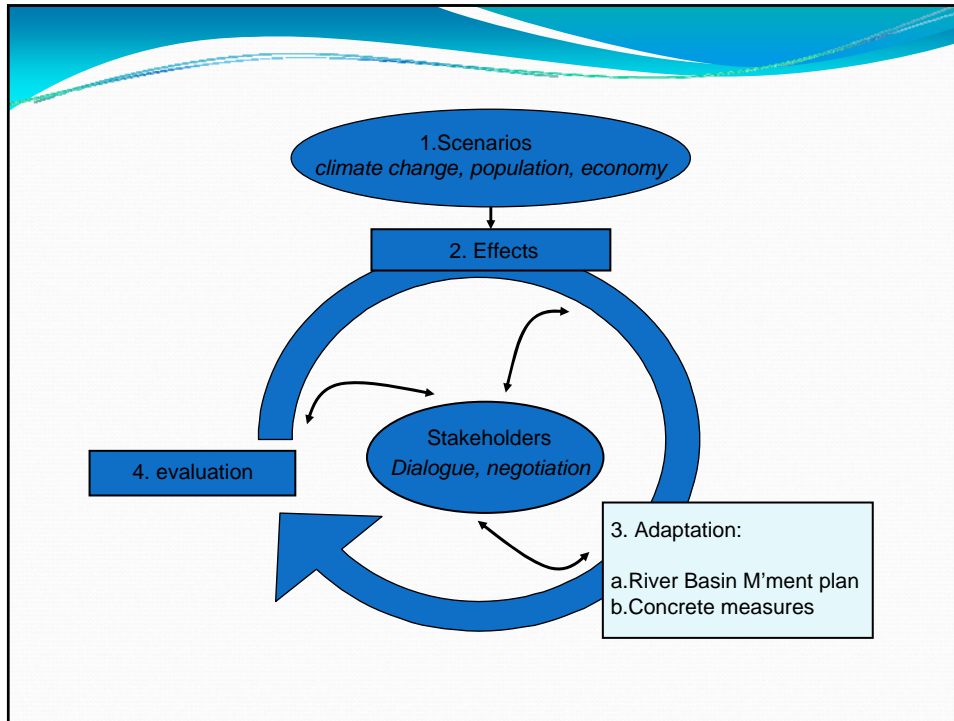 1.Scenarios
climate change, population, economy
2. Effects
Stakeholders
Dialogue, negotiation
4. evaluation
3. Adaptation:
a.River Basin M'ment plan
b.Concrete measures